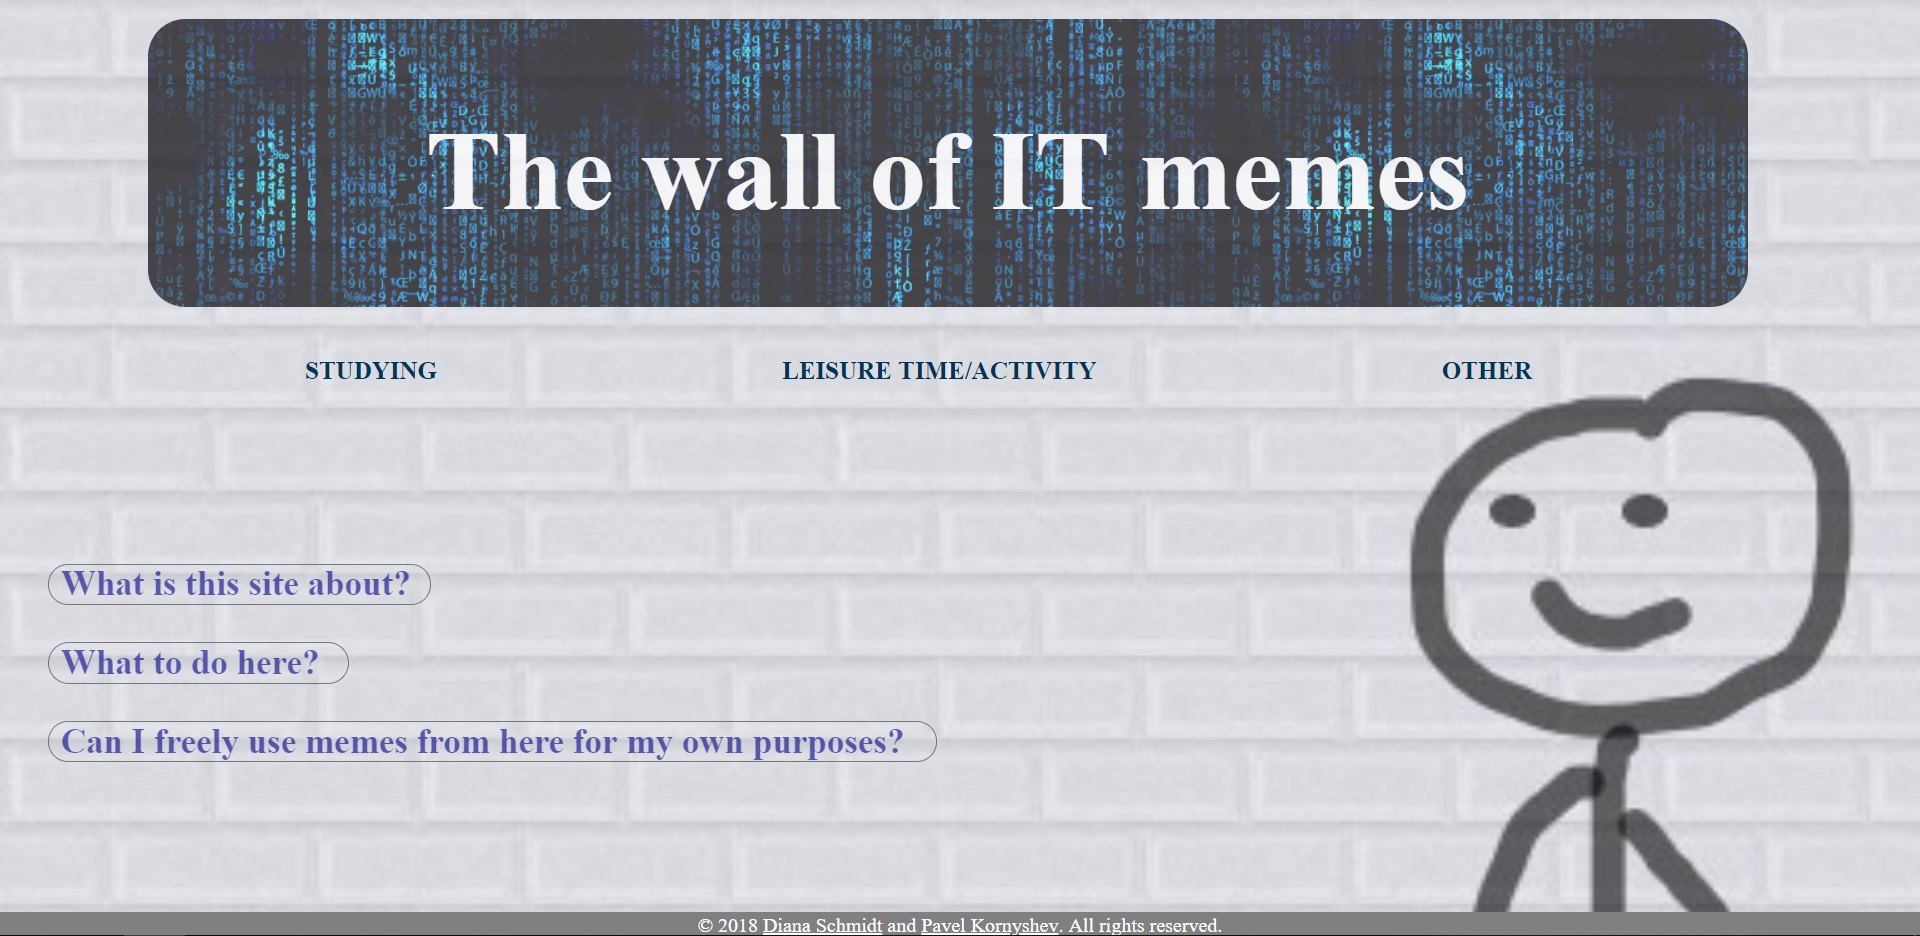 The wall of IT memes
STUDYING
LEISURE TIME/ACTIVITY
OTHER
What is this site about?
What to do here?
Can I freely use memes from here for my own purposes?
© 2018 Diana Schmidt and Pavel Kornyshev. All rights reserved.